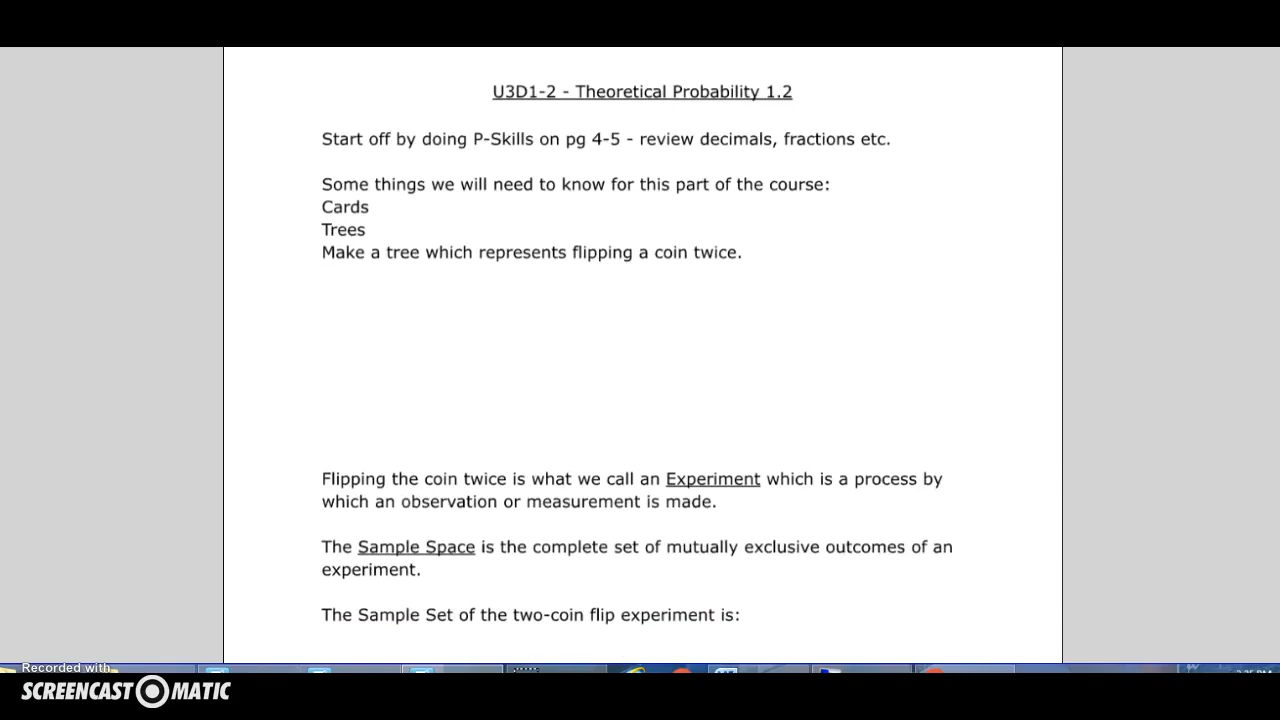 U3D1-2 - Theoretical Probability 1.2
Start off by doing P-Skills on pg 4-5 - review decimals, fractions etc.
Some things we will need to know for this part of the course:
Cards
Trees
Make a tree which represents flipping a coin twice.
Flipping the coin twice is what we call an Experiment which is a process by
which an observation or measurement is made.
The Sample Space is the complete set of mutually exclusive outcomes of an
experiment.
The Sample Set of the two-coin flip experiment is:
Recorded with
SCREENCAST MATIC